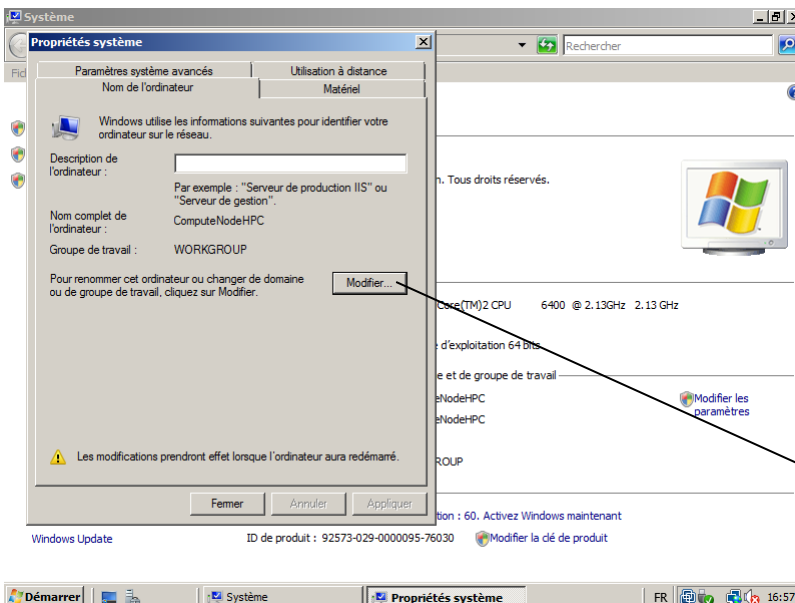 Système
Propriétés système
Rechercher
Fic
Paramètres système avancés
Utilisation à distance
Nom de l'ordinateur
Matériel
Windows utilise les informations suivantes pour identifier votre
ordinateur sur le réseau.
Description de
l'ordinateur :
Par exemple : "Serveur de production IIS" ou
"Serveur de gestion".
Nom complet de
l'ordinateur :
ComputeNodeHPC
Groupe de travail :
WORKGROUP
Pour renommer cet ordinateur ou changer de domaine
ou de groupe de travail, cliquez sur Modifier.
Modifier...
Les modifications prendront effet lorsque l'ordinateur aura redémarré.
Fermer
Annuler
Appliquer
n. Tous droits réservés.
Core(TM)2 CPU 6400 @ 2.13GHz 2.13 GHz
d'exploitation 64 bits
e et de groupe de travail
eNodeHPC
Modifier les
paramètres
eNodeHPC
ROUP
tion : 60. Activez Windows maintenant
Windows Update
ID de produit : 92573-029-0000095-76030
Modifier la clé de produit
Démarrer
Système
Propriétés système
FR
16:57